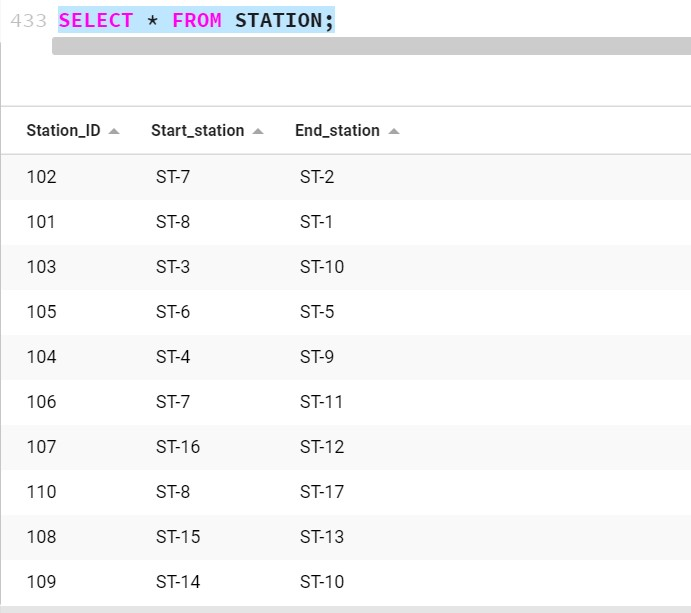 433 SELECT * FROM STATION;
Station_ID Start_station End_station
102 ST-7 ST-2
101 ST-8 ST-1
103 ST-3 ST-10
105 ST-6 ST-5
104 ST-4 ST-9
106 ST-7 ST-11
107 ST-16 ST-12
110 ST-8 ST-17
108 ST-15 ST-13
109 ST-14 ST-10